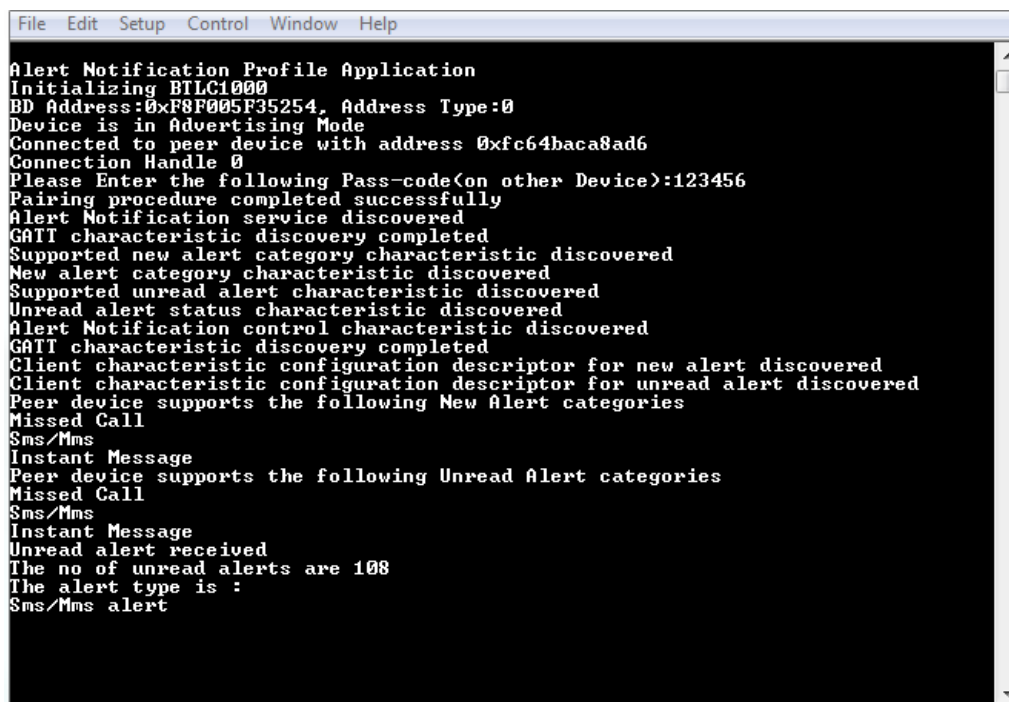 File Edit Setup Control Window Help
Alert Notification Profile Application
Initializing BTLC1000
BD Address:0xF8F005F35254, Address Type:0
Device is in Advertising Mode
Connected to peer device with address 0xfc64baca8ad6
Connection Handle 0
Please Enter the following Pass-code(on other Device):123456
Pairing procedure completed successfully
Alert Notification service discovered
GATT characteristic discovery completed
Supported new alert category characteristic discovered
New alert category characteristic discovered
Supported unread alert characteristic discovered
Unread alert status characteristic discovered
Alert Notification control characteristic discovered
GATT characteristic discovery completed
Client characteristic configuration descriptor for new alert discovered
Client characteristic configuration descriptor for unread alert discovered
Peer device supports the following New Alert categories
Missed Call
Sms/Mms
Instant Message
Peer device supports the following Unread Alert categories
Missed Call
Sms/Mms
Instant Message
Unread alert received
The no of unread alerts are 108
The alert type is :
Sms/Mms alert